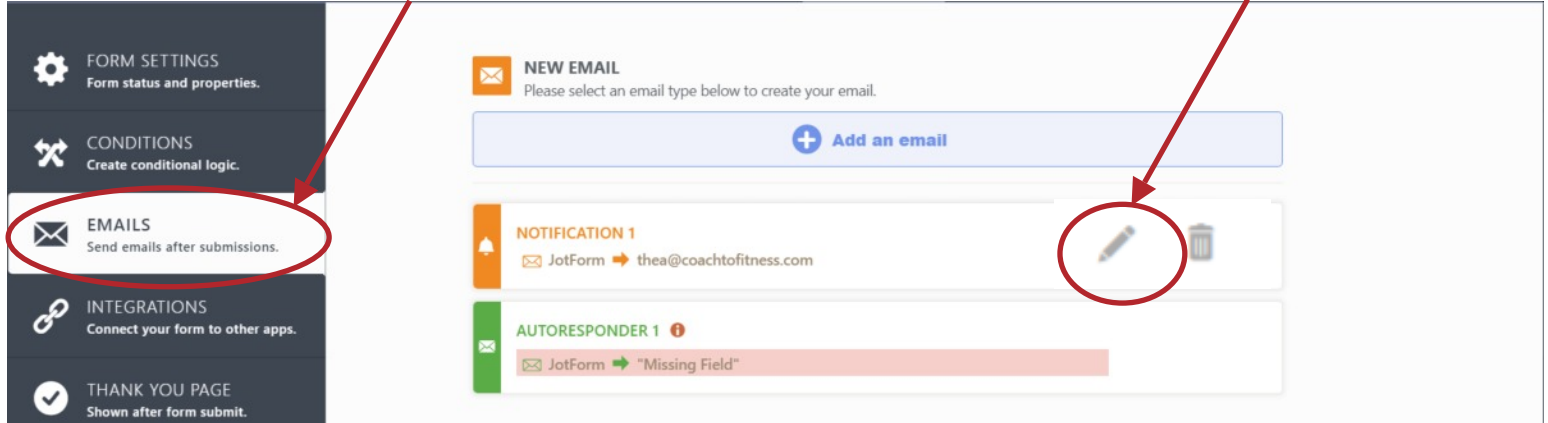 FORM SETTINGS
Form status and properties.
CONDITIONS
Create conditional logic.
EMAILS
Send emails after submissions.
INTEGRATIONS
Connect your form to other apps.
THANK YOU PAGE
Shown after form submit.
NEW EMAIL
Please select an email type below to create your email.
Add an email
NOTIFICATION 1
JotForm thea@coachtofitness.com
AUTORESPONDER 1
JotForm "Missing Field"